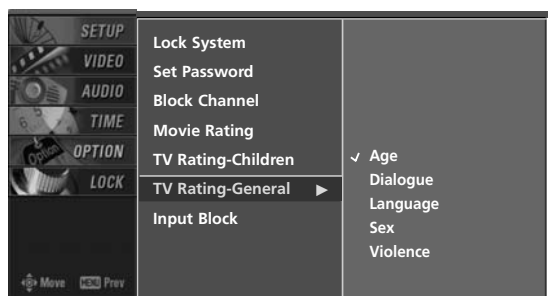 SETUP
VIDEO
AUDIO
TIME
OPTION
LOCK
Move MENU Prev
Lock System
Set Password
Block Channel
Movie Rating
TV Rating-Children
TV Rating-General
Input Block
Age
Dialogue
Language
Sex
Violence